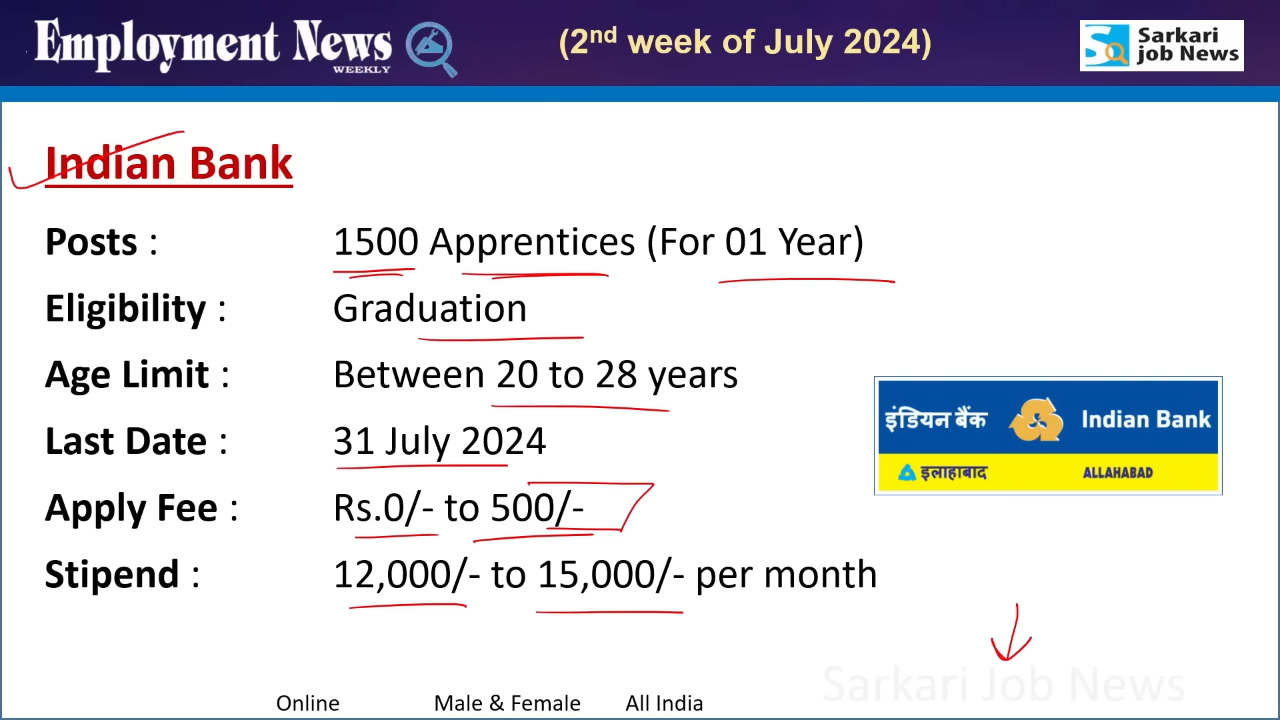 Employment News
WEEKLY
(2nd week of July 2024)
Sarkari
Job News
Indian Bank
Posts : 1500 Apprentices (For 01 Year)
Eligibility : Graduation
Age Limit : Between 20 to 28 years
Last Date : 31 July 2024
Apply Fee : Rs.0/- to 500/-
Stipend : 12,000/- to 15,000/- per month
इंडियन बैंक Indian Bank
इलाहाबाद ALLAHABAD
Sarkari Job News
Online Male & Female All India